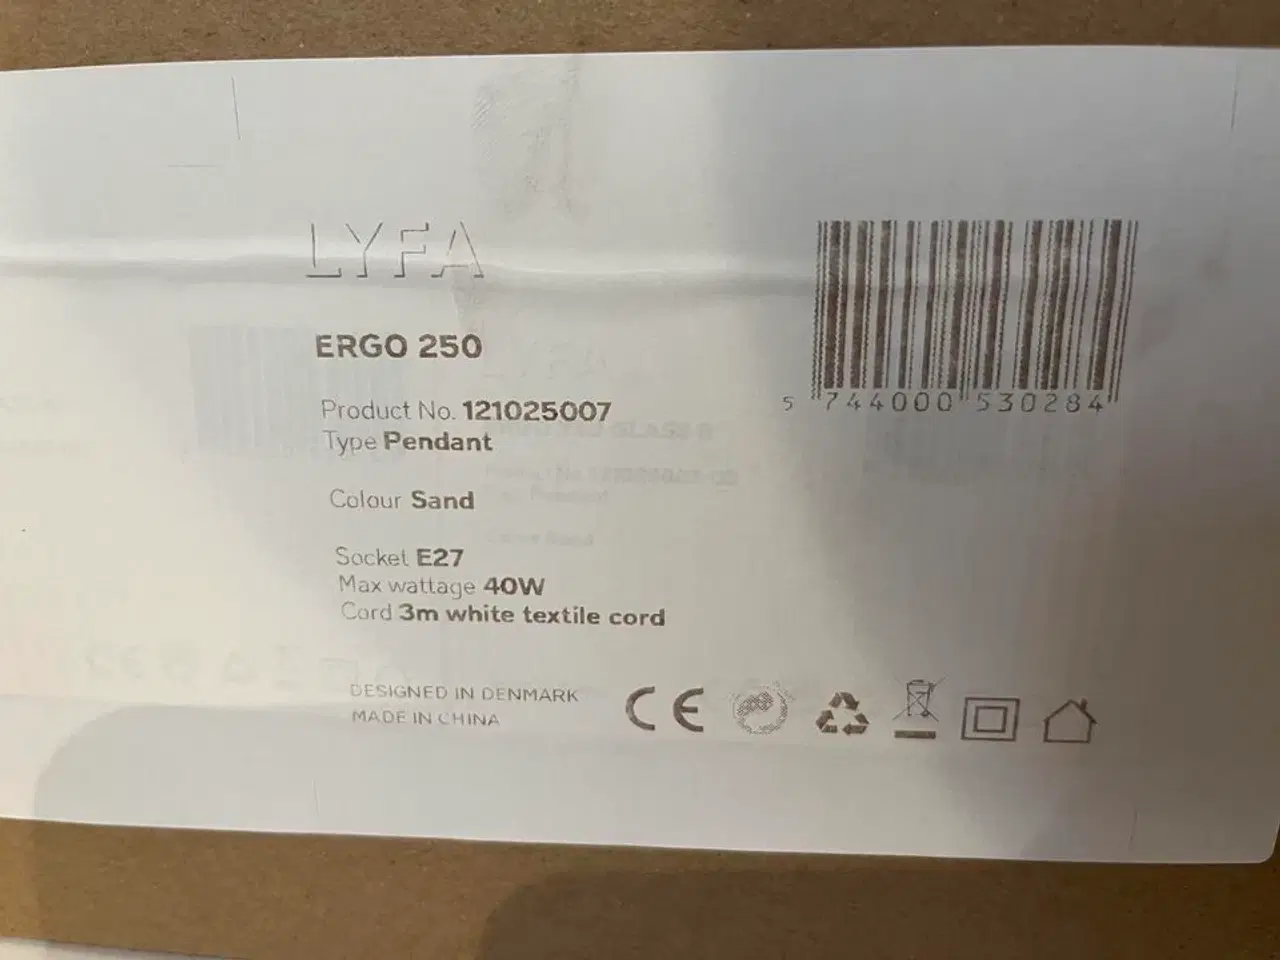 LYFA
ERGO 250
Product No. 121025007
Type Pendant
Colour Sand
Socket E27
Max wattage 40W
Cord 3m white textile cord
DESIGNED IN DENMARK
MADE IN CHINA
CE
5 744000 530284